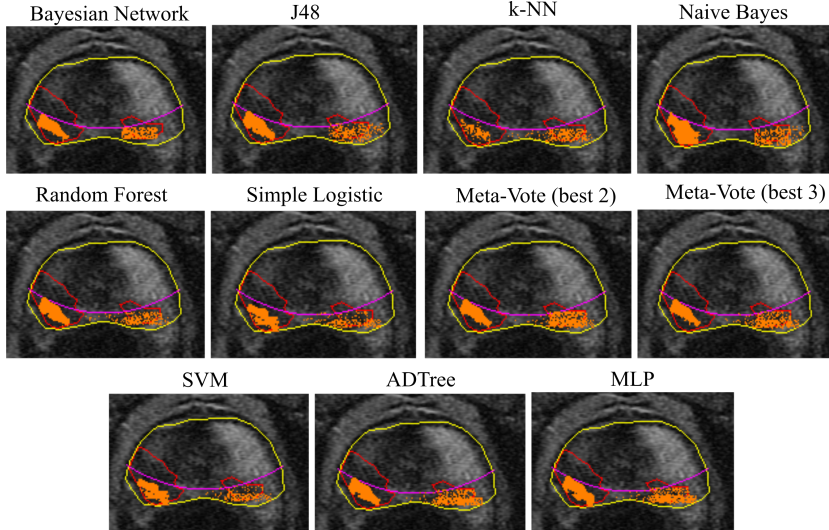 Bayesian Network
J48
k-NN
Naive Bayes
Random Forest
Simple Logistic
Meta-Vote (best 2)
Meta-Vote (best 3)
SVM
ADTree
MLP